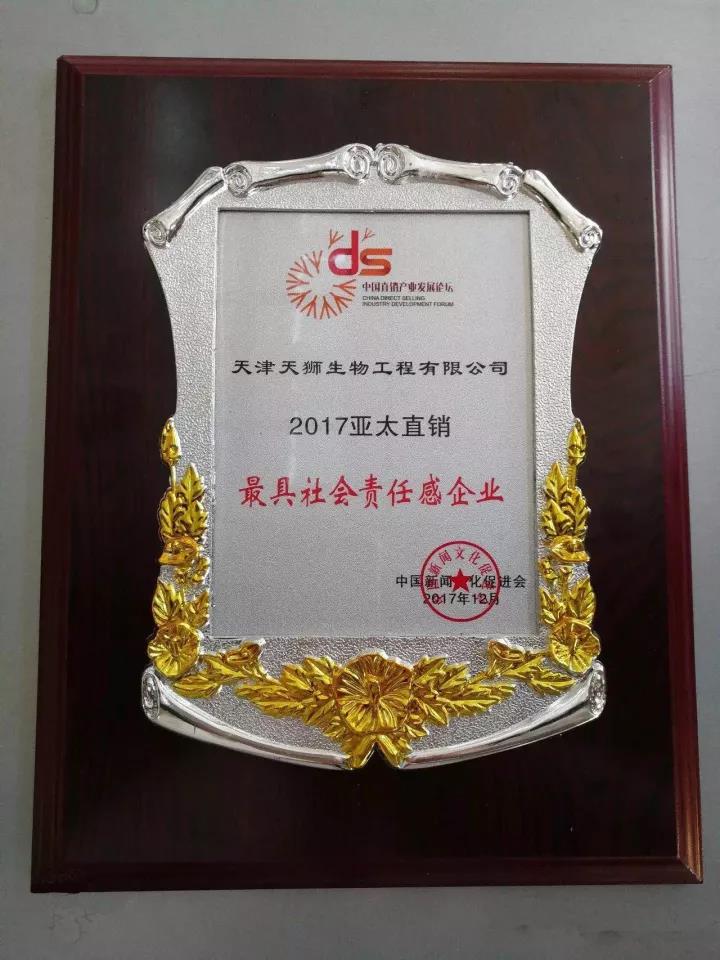 ds
中国直销产业发展论坛
CHINA DIRECT SELLING
INDUSTRY DEVELOPMENT FORUM
天津天狮生物工程有限公司
2017亚太直销
最具社会责任感企业
中国新闻文化促进会
2017年12月